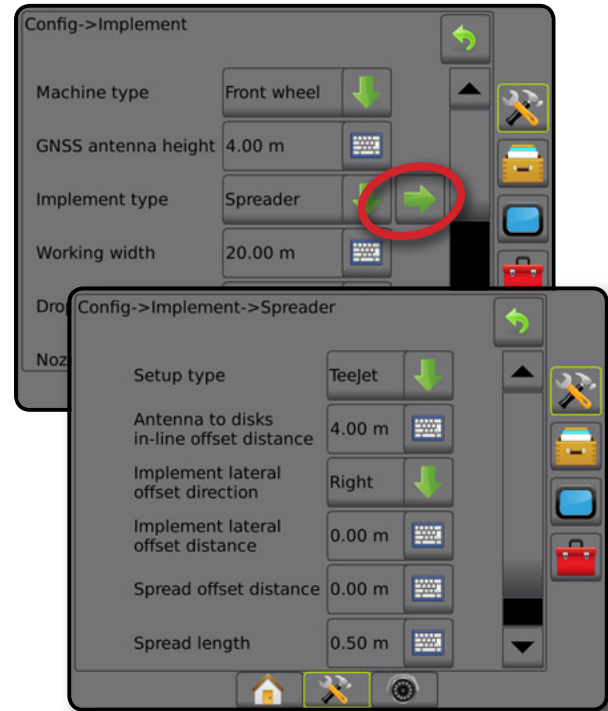 Config->Implement
Machine type Front wheel
GNSS antenna height 4.00 m
Implement type Spreader
Working width 20.00 m
Config->Implement->Spreader
Setup type TeeJet
Antenna to disks
in-line offset distance 4.00 m
Implement lateral
offset direction Right
Implement lateral
offset distance 0.00 m
Spread offset distance 0.00 m
Spread length 0.50 m